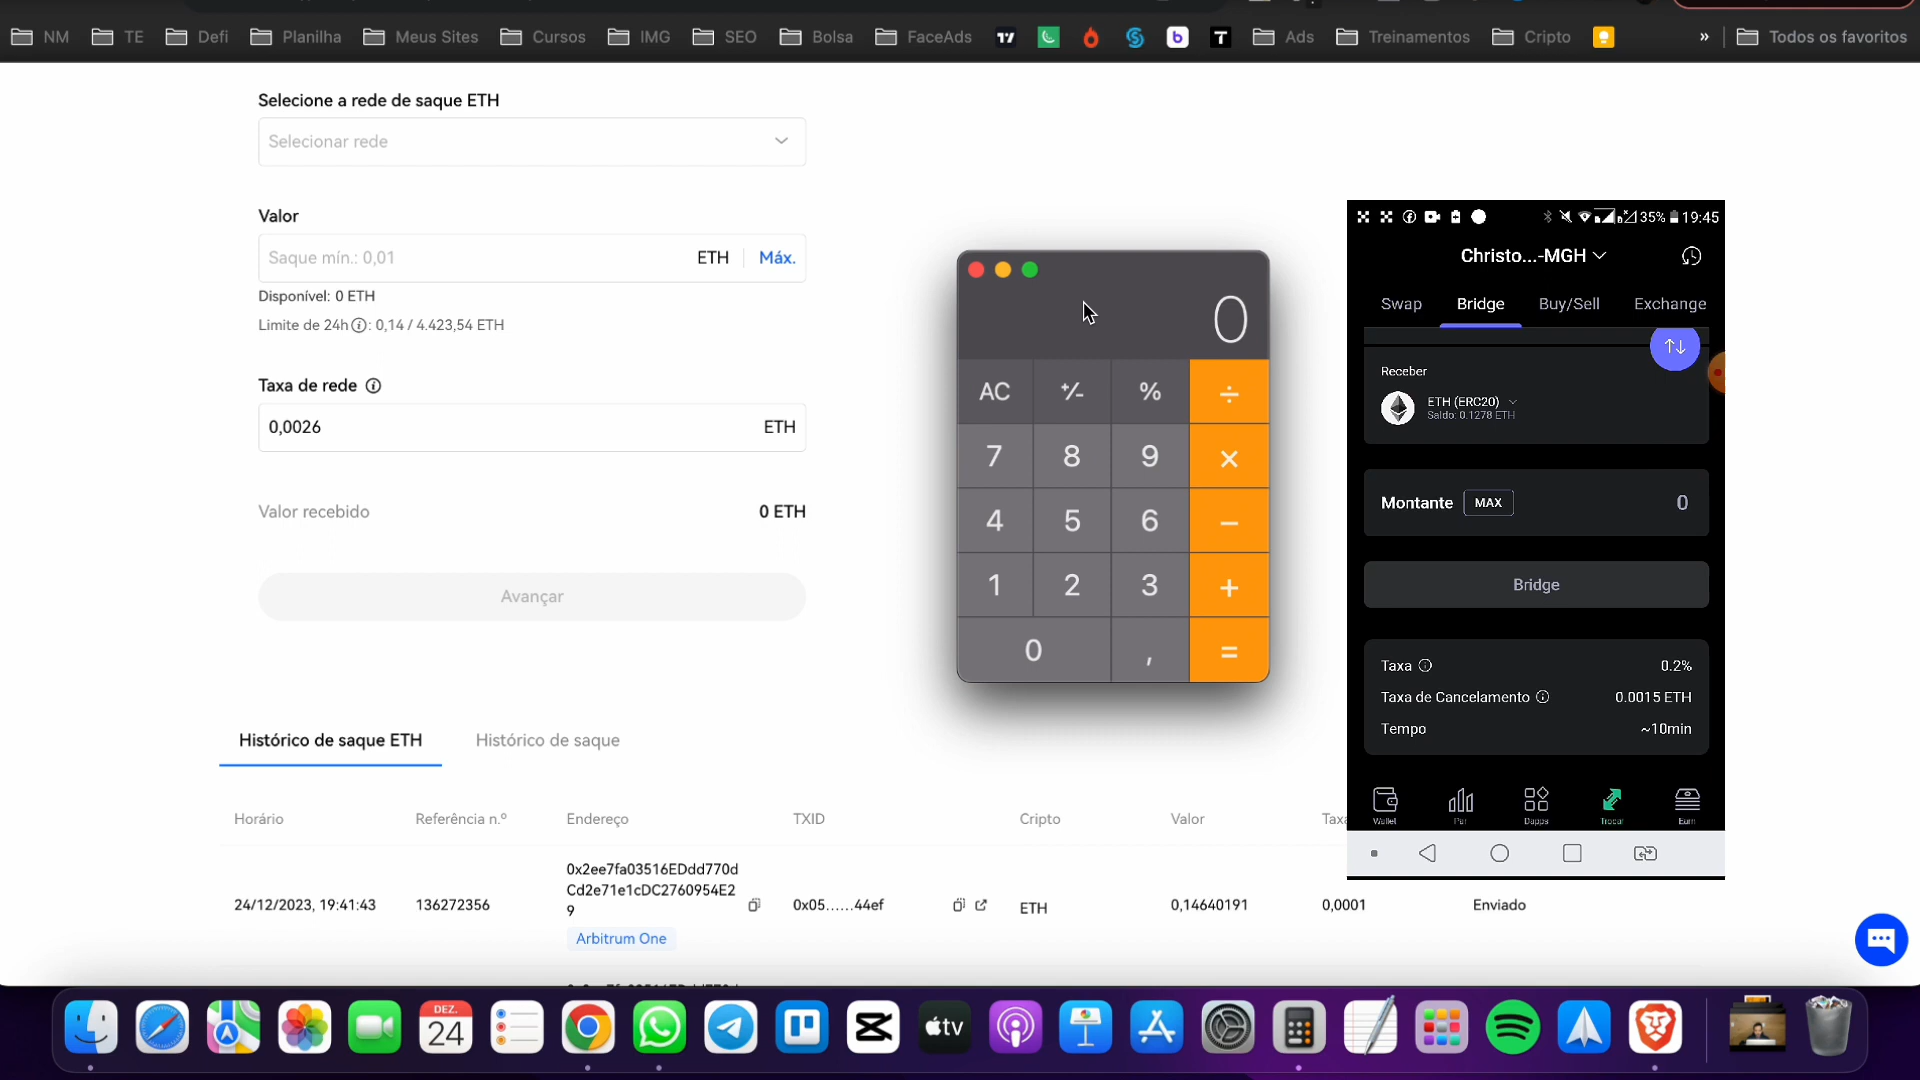 NM TE Defi Planilha Meus Sites Cursos IMG SEO Bolsa FaceAds Ads Treinamentos Cripto » Todos os favoritos
Selecione a rede de saque ETH
Selecionar rede
Valor
Saque mín.: 0,01 ETH Máx.
Disponível: 0 ETH
Limite de 24h : 0,14 / 4.423,54 ETH
Taxa de rede
0,0026 ETH
Valor recebido 0 ETH
Avançar
0
AC +/- % ÷
7 8 9 ×
4 5 6 −
1 2 3 +
0 , =
35% 19:45
Christo...-MGH
Swap Bridge Buy/Sell Exchange
Receber
ETH (ERC20)
Saldo: 0.1278 ETH
Montante MAX 0
Bridge
Taxa 0.2%
Taxa de Cancelamento 0.0015 ETH
Tempo ~10min
Wallet Par Dapps Trocar Earn
Histórico de saque ETH Histórico de saque
Horário Referência n.º Endereço TXID Cripto Valor Taxa
24/12/2023, 19:41:43 136272356 0x2ee7fa03516EDdd770d
Cd2e71e1cDC2760954E2
9 0x05......44ef ETH 0,14640191 0,0001 Enviado
Arbitrum One
DEZ.
24
tv